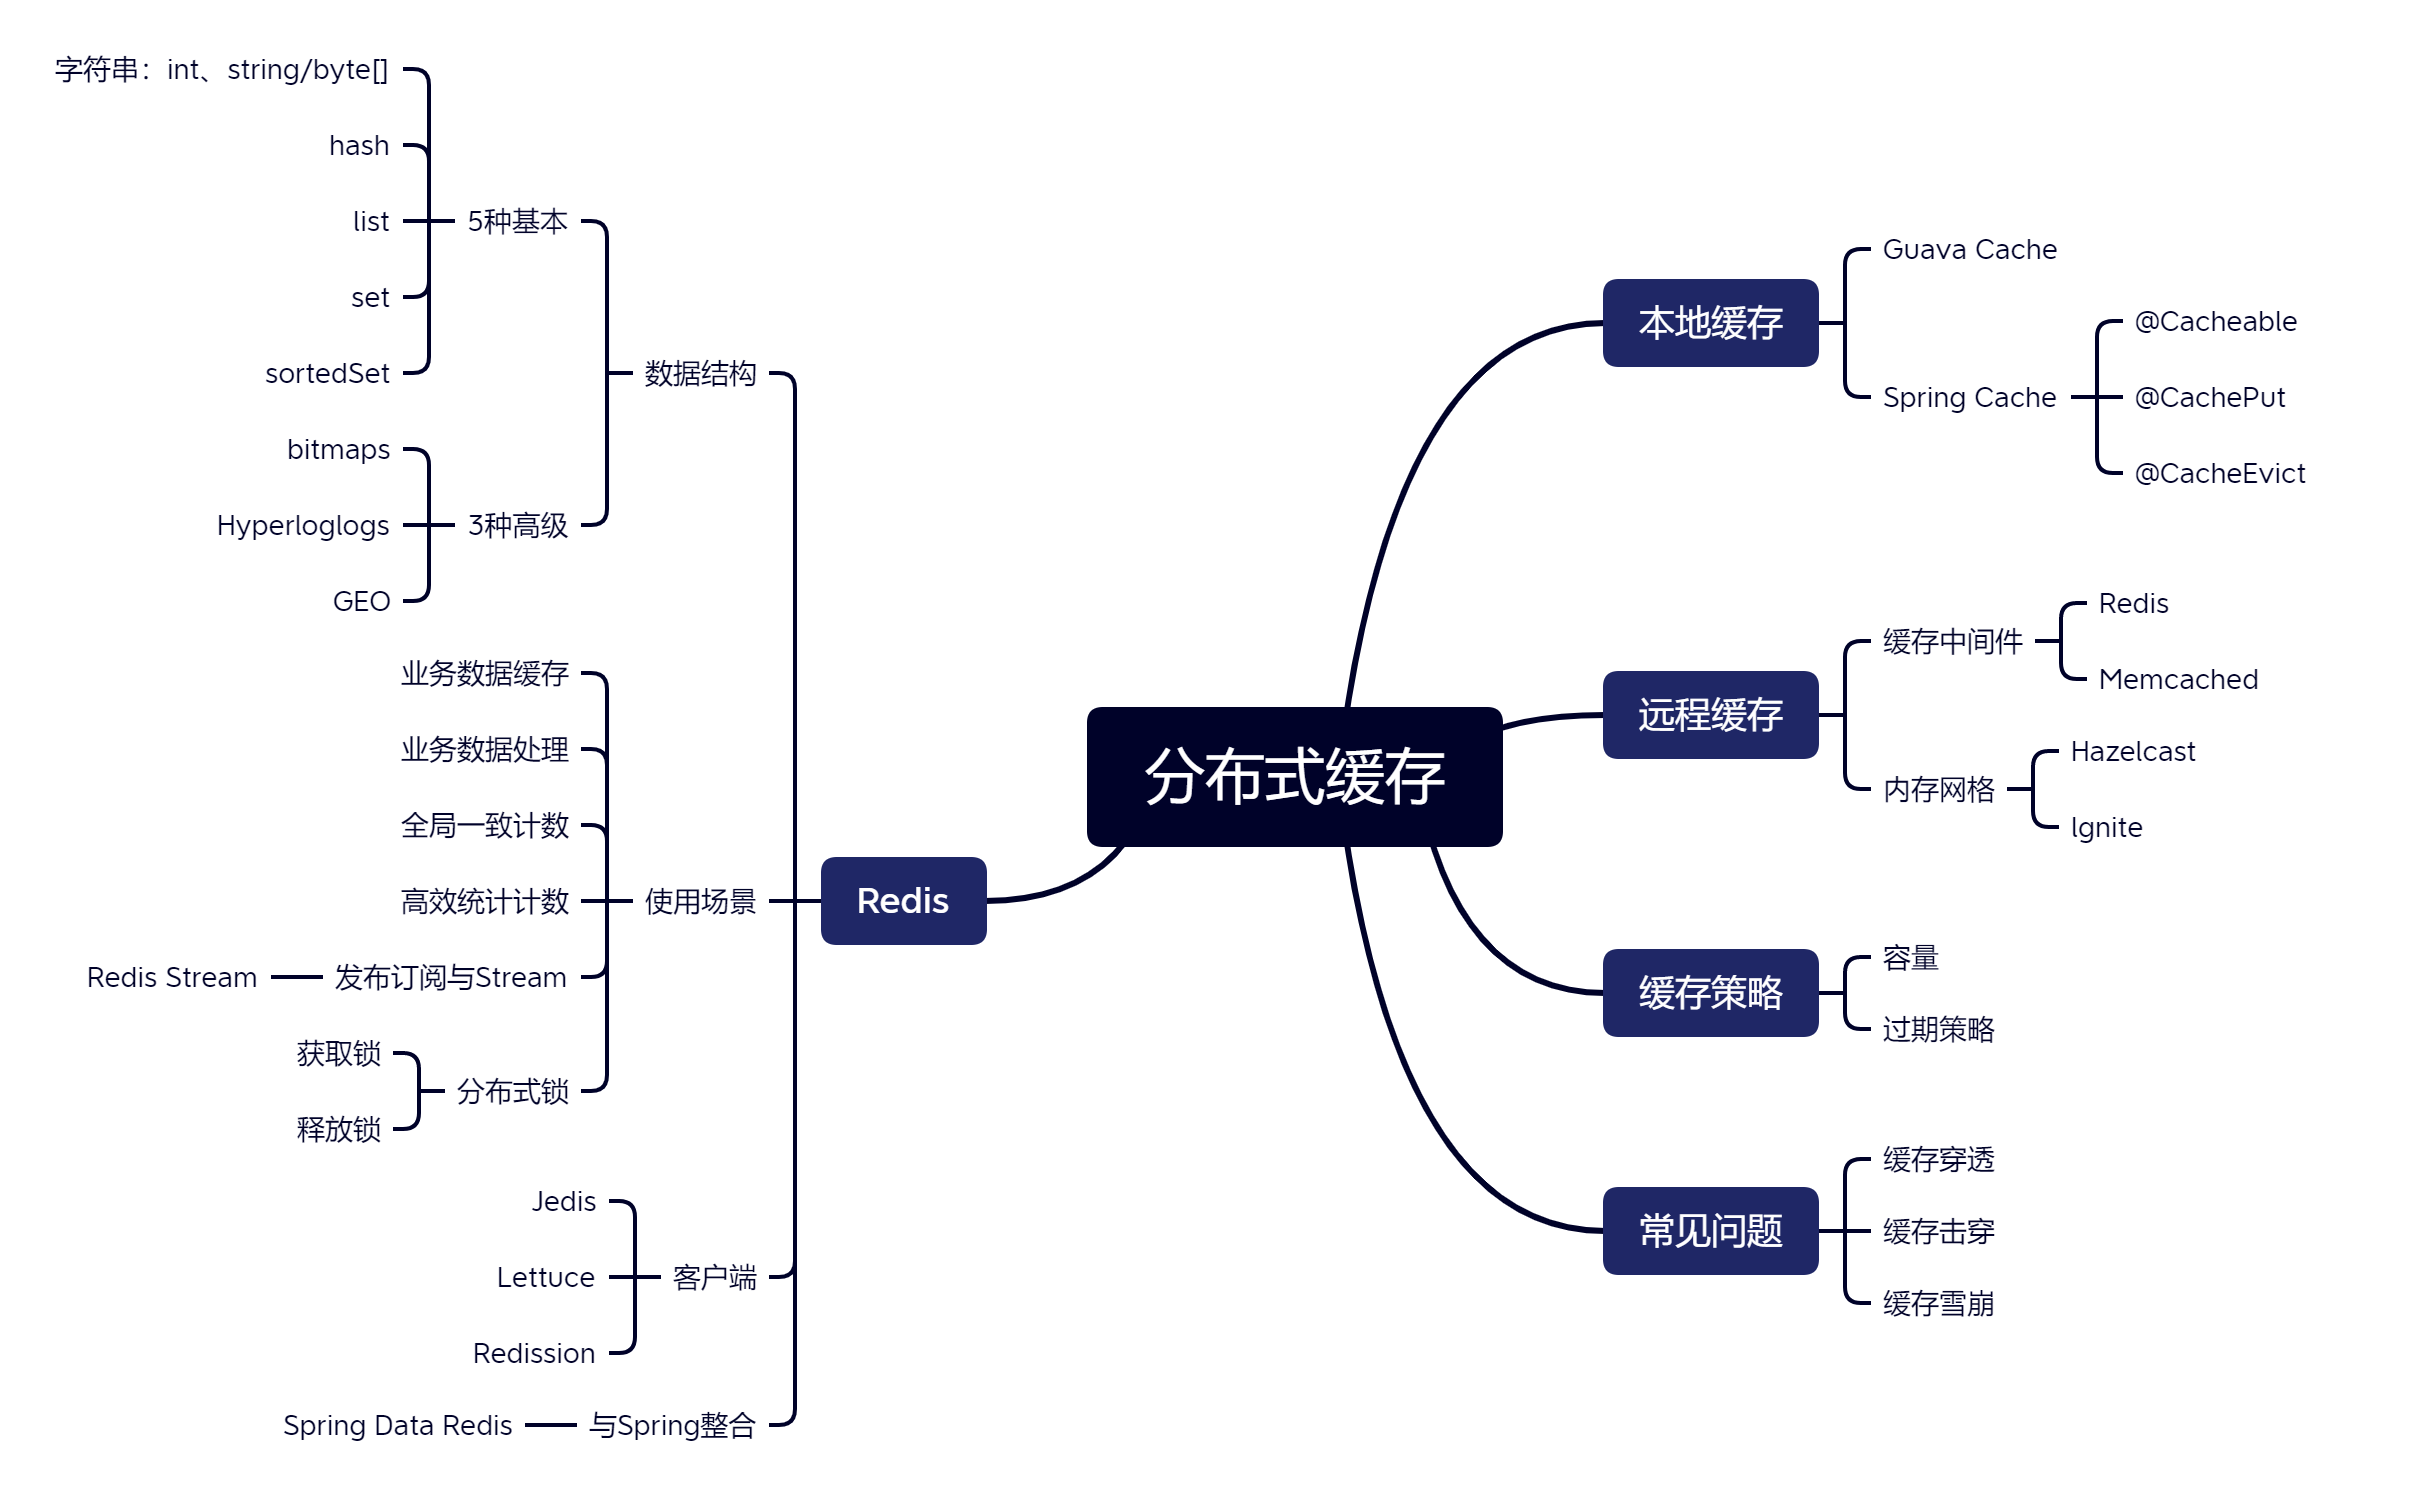 分布式缓存
本地缓存
Guava Cache
Spring Cache
@Cacheable
@CachePut
@CacheEvict
远程缓存
缓存中间件
Redis
Memcached
内存网格
Hazelcast
Ignite
缓存策略
容量
过期策略
常见问题
缓存穿透
缓存击穿
缓存雪崩
Redis
数据结构
5种基本
字符串：int、string/byte[]
hash
list
set
sortedSet
3种高级
bitmaps
Hyperloglogs
GEO
使用场景
业务数据缓存
业务数据处理
全局一致计数
高效统计计数
发布订阅与Stream
Redis Stream
分布式锁
获取锁
释放锁
客户端
Jedis
Lettuce
Redission
与Spring整合
Spring Data Redis